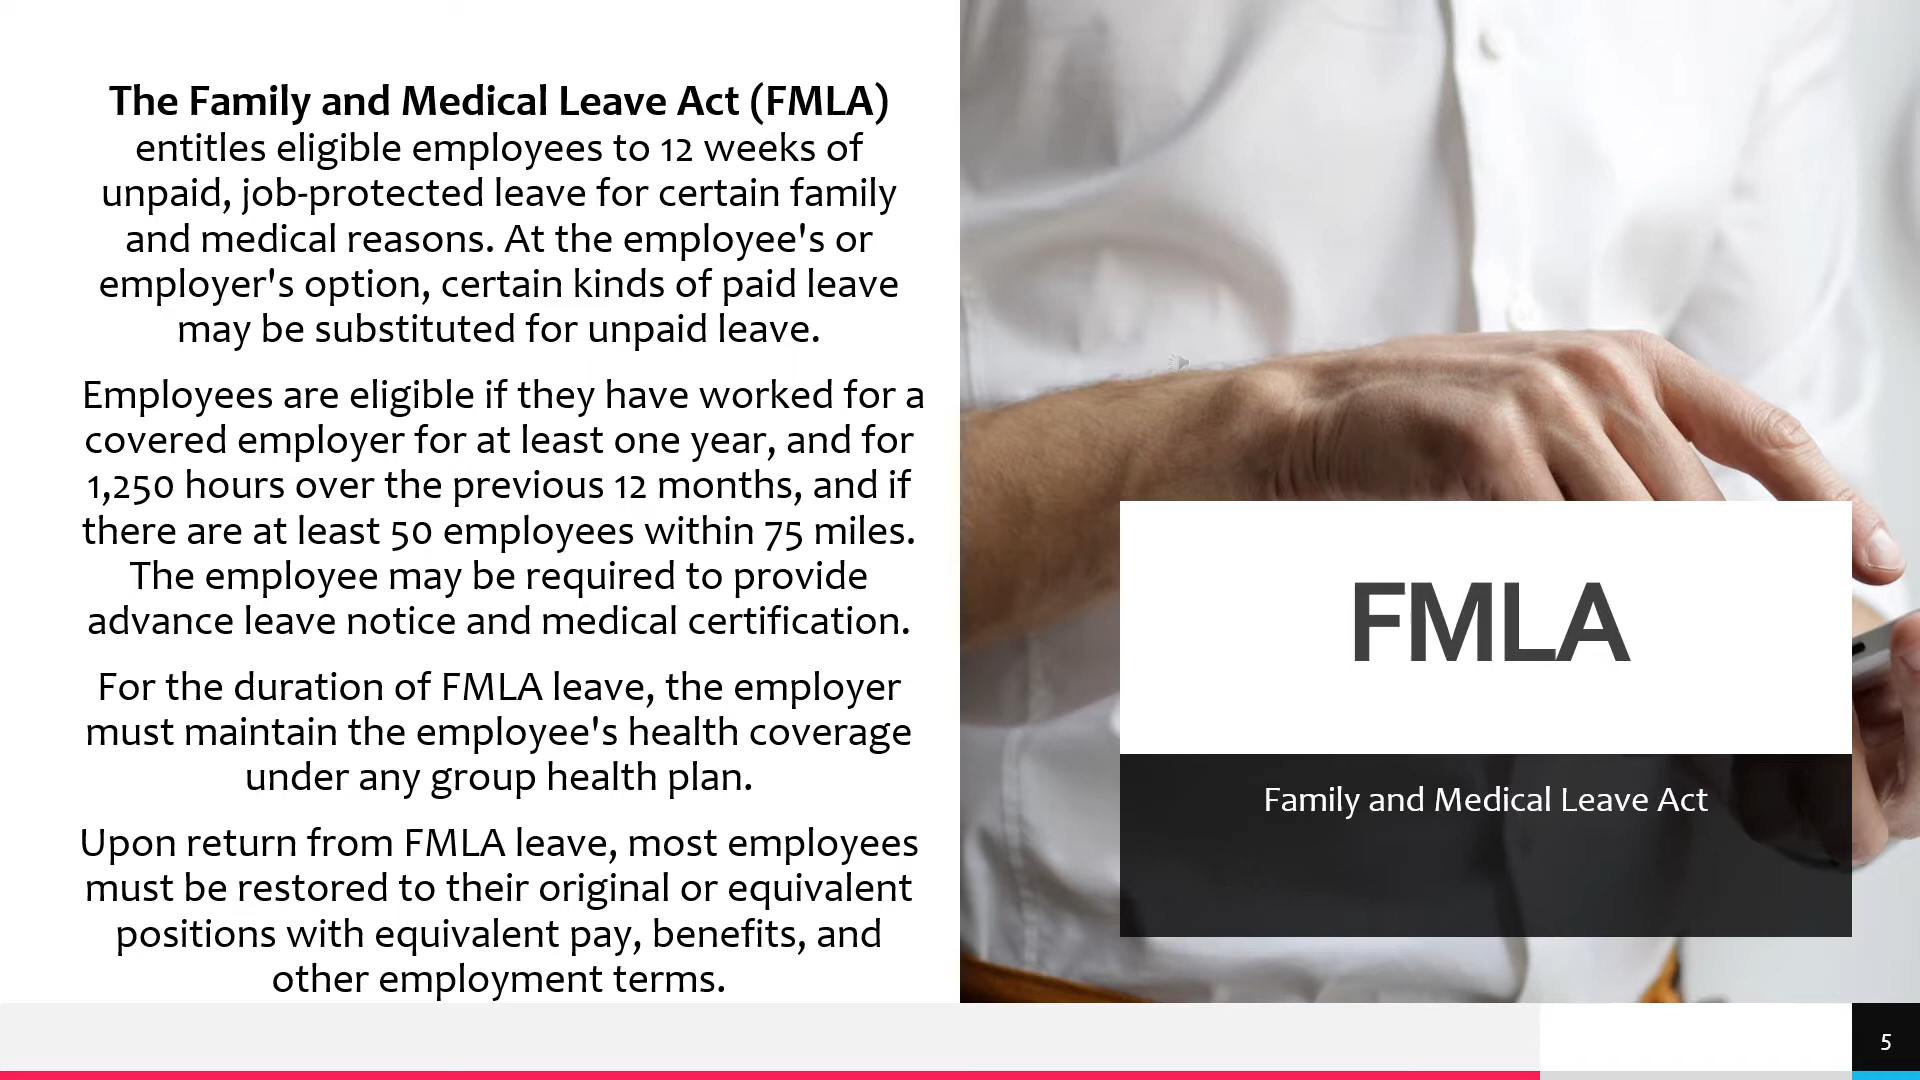 The Family and Medical Leave Act (FMLA)
entitles eligible employees to 12 weeks of
unpaid, job-protected leave for certain family
and medical reasons. At the employee's or
employer's option, certain kinds of paid leave
may be substituted for unpaid leave.
Employees are eligible if they have worked for a
covered employer for at least one year, and for
1,250 hours over the previous 12 months, and if
there are at least 50 employees within 75 miles.
The employee may be required to provide
advance leave notice and medical certification.
For the duration of FMLA leave, the employer
must maintain the employee's health coverage
under any group health plan.
Upon return from FMLA leave, most employees
must be restored to their original or equivalent
positions with equivalent pay, benefits, and
other employment terms.
FMLA
Family and Medical Leave Act
5